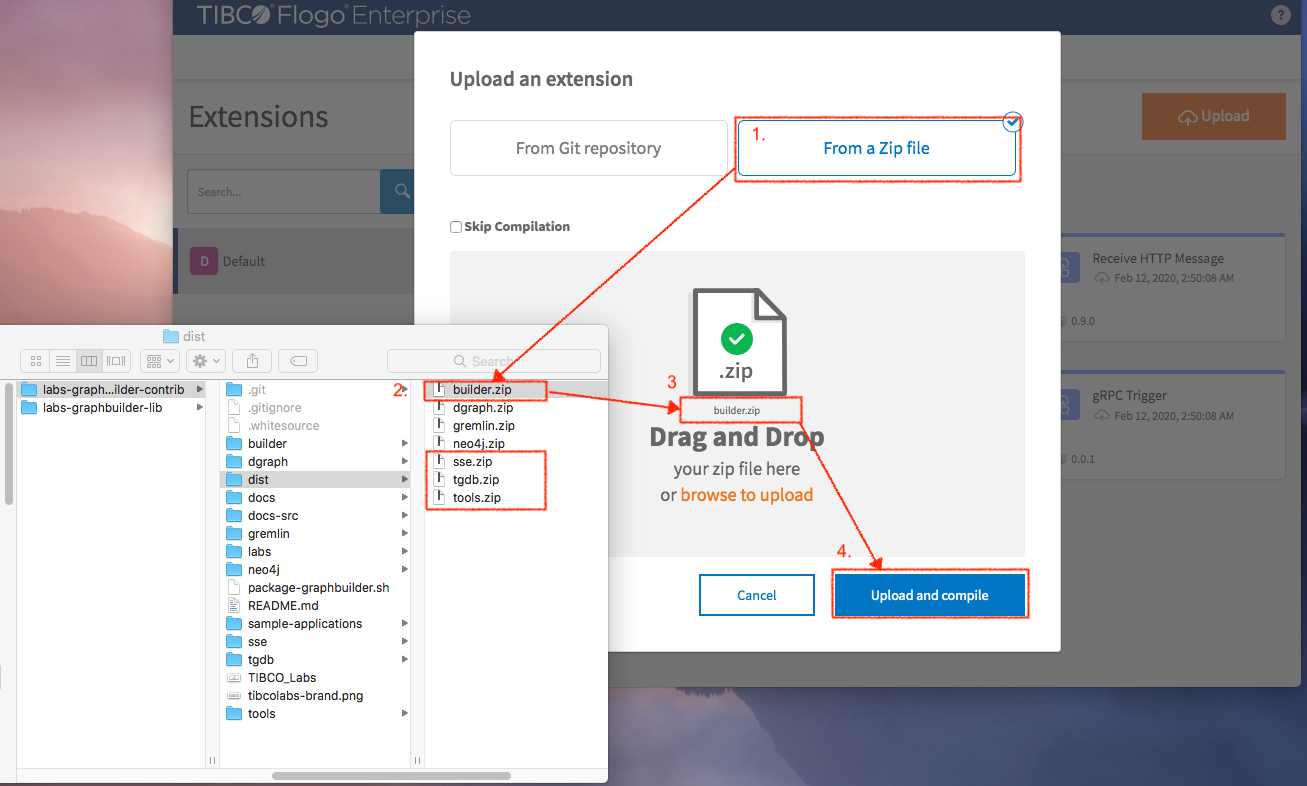 TIBCO® Flogo® Enterprise
?
Upload an extension
Extensions
Upload
From Git repository
1.
From a Zip file
Search...
Skip Compilation
D
Default
Receive HTTP Message
Feb 12, 2020, 2:50:08 AM
0.9.0
.zip
dist
Search
3
builder.zip
Drag and Drop
your zip file here
or browse to upload
gRPC Trigger
Feb 12, 2020, 2:50:08 AM
0.0.1
4.
Cancel
Upload and compile
labs-graph...ilder-contrib
labs-graphbuilder-lib
.git
.gitignore
.whitesource
builder
dgraph
dist
docs
docs-src
gremlin
labs
neo4j
package-graphbuilder.sh
README.md
sample-applications
sse
tgdb
TIBCO_Labs
tibcolabs-brand.png
tools
2.
builder.zip
dgraph.zip
gremlin.zip
neo4j.zip
sse.zip
tgdb.zip
tools.zip